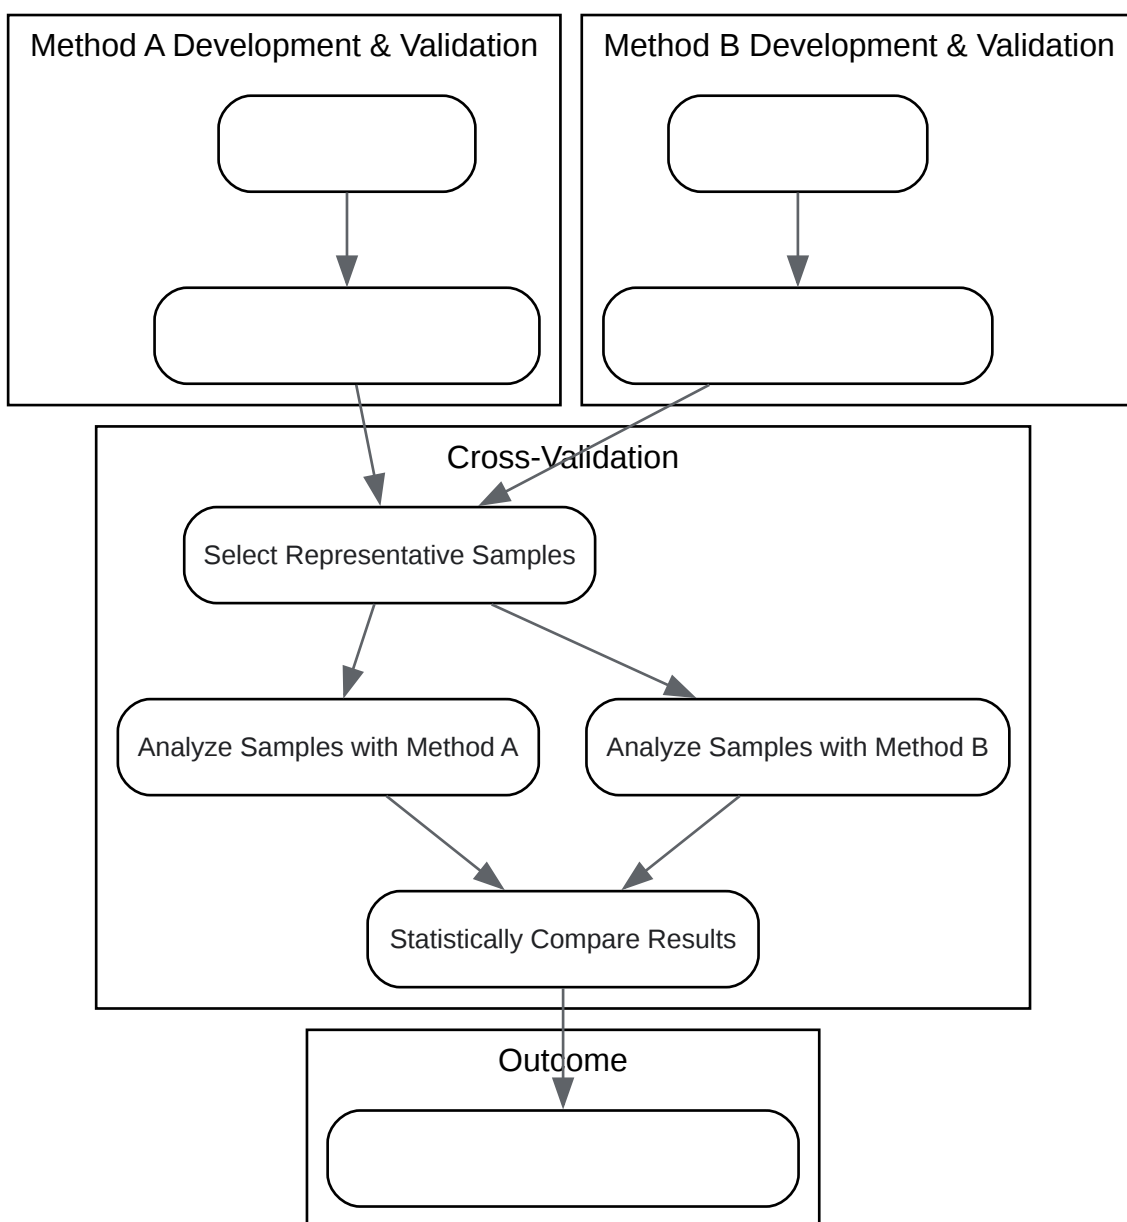 Method A Development & Validation
Method B Development & Validation
Cross-Validation
Select Representative Samples
Analyze Samples with Method A
Analyze Samples with Method B
Statistically Compare Results
Outcome